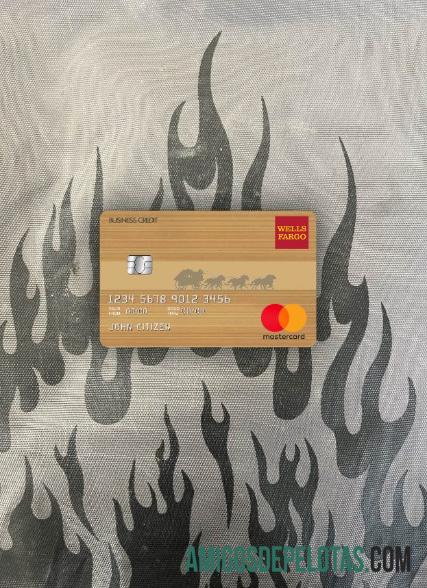 BUSINESS CREDIT
WELLS
FARGO
1234 5678 9012 3456
JOHN CITIZEN
mastercard
AMIGOSDEPELOTAS.COM